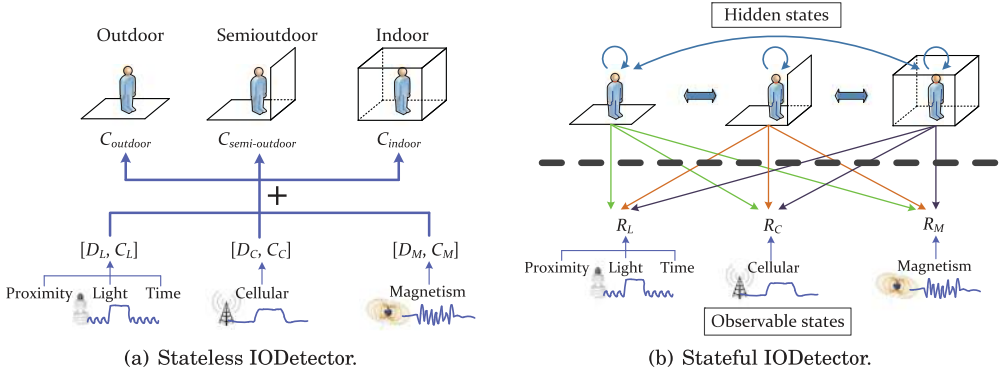 Outdoor Semioutdoor Indoor
C_outdoor C_semi-outdoor C_indoor
+
[D_L, C_L] [D_C, C_C] [D_M, C_M]
Proximity Light Time Cellular Magnetism
(a) Stateless IODetector.
Hidden states
R_L R_C R_M
Proximity Light Time Cellular Magnetism
Observable states
(b) Stateful IODetector.